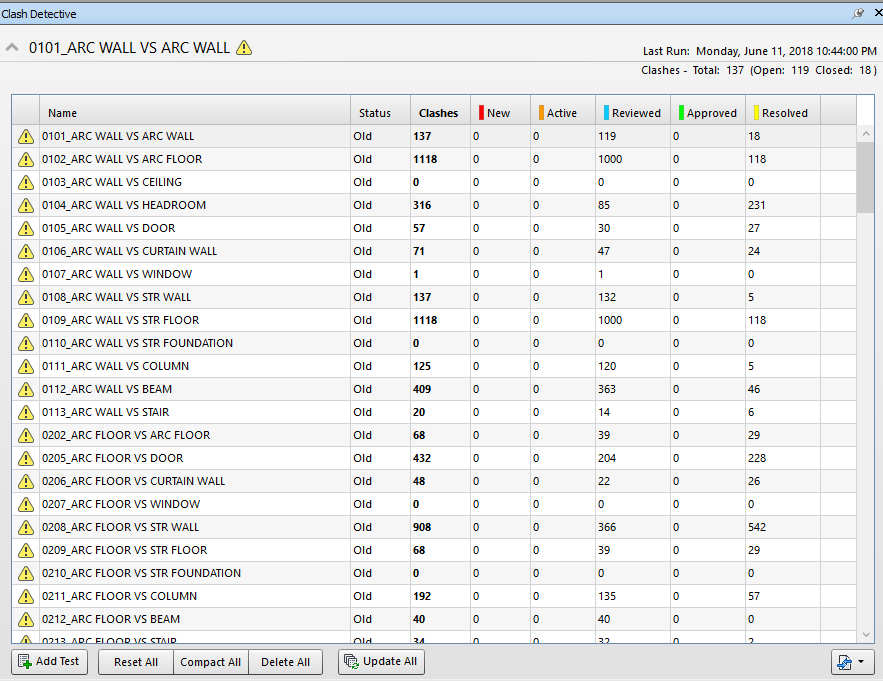 Clash Detective
0101_ARC WALL VS ARC WALL
Last Run: Monday, June 11, 2018 10:44:00 PM
Clashes - Total: 137 (Open: 119 Closed: 18 )
Name Status Clashes New Active Reviewed Approved Resolved
0101_ARC WALL VS ARC WALL Old 137 0 0 119 0 18
0102_ARC WALL VS ARC FLOOR Old 1118 0 0 1000 0 118
0103_ARC WALL VS CEILING Old 0 0 0 0 0 0
0104_ARC WALL VS HEADROOM Old 316 0 0 85 0 231
0105_ARC WALL VS DOOR Old 57 0 0 30 0 27
0106_ARC WALL VS CURTAIN WALL Old 71 0 0 47 0 24
0107_ARC WALL VS WINDOW Old 1 0 0 1 0 0
0108_ARC WALL VS STR WALL Old 137 0 0 132 0 5
0109_ARC WALL VS STR FLOOR Old 1118 0 0 1000 0 118
0110_ARC WALL VS STR FOUNDATION Old 0 0 0 0 0 0
0111_ARC WALL VS COLUMN Old 125 0 0 120 0 5
0112_ARC WALL VS BEAM Old 409 0 0 363 0 46
0113_ARC WALL VS STAIR Old 20 0 0 14 0 6
0202_ARC FLOOR VS ARC FLOOR Old 68 0 0 39 0 29
0205_ARC FLOOR VS DOOR Old 432 0 0 204 0 228
0206_ARC FLOOR VS CURTAIN WALL Old 48 0 0 22 0 26
0207_ARC FLOOR VS WINDOW Old 0 0 0 0 0 0
0208_ARC FLOOR VS STR WALL Old 908 0 0 366 0 542
0209_ARC FLOOR VS STR FLOOR Old 68 0 0 39 0 29
0210_ARC FLOOR VS STR FOUNDATION Old 0 0 0 0 0 0
0211_ARC FLOOR VS COLUMN Old 192 0 0 135 0 57
0212_ARC FLOOR VS BEAM Old 40 0 0 40 0 0
0213_ARC FLOOR VS STAIR Old 34 0 0 32 0 2
Add Test Reset All Compact All Delete All Update All